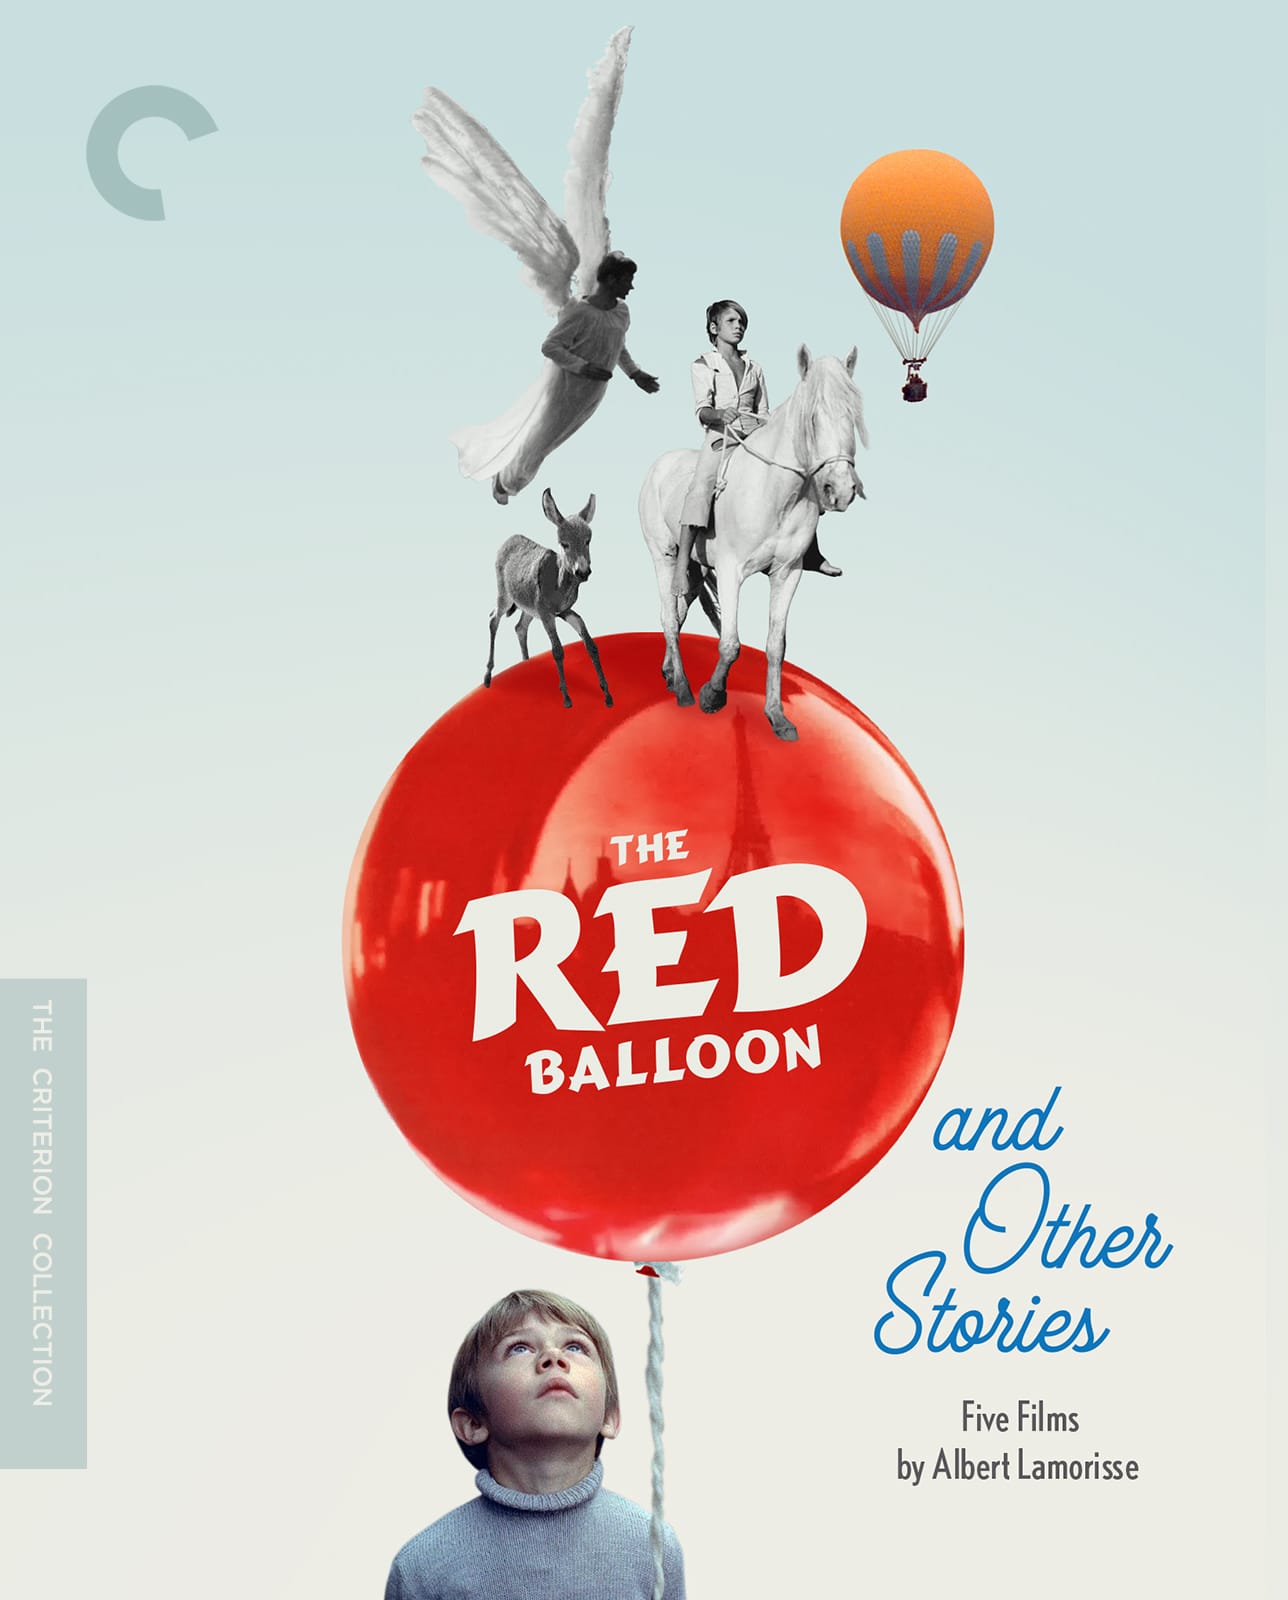 THE
RED
BALLOON
and
Other
Stories
Five Films
by Albert Lamorisse
THE CRITERION COLLECTION